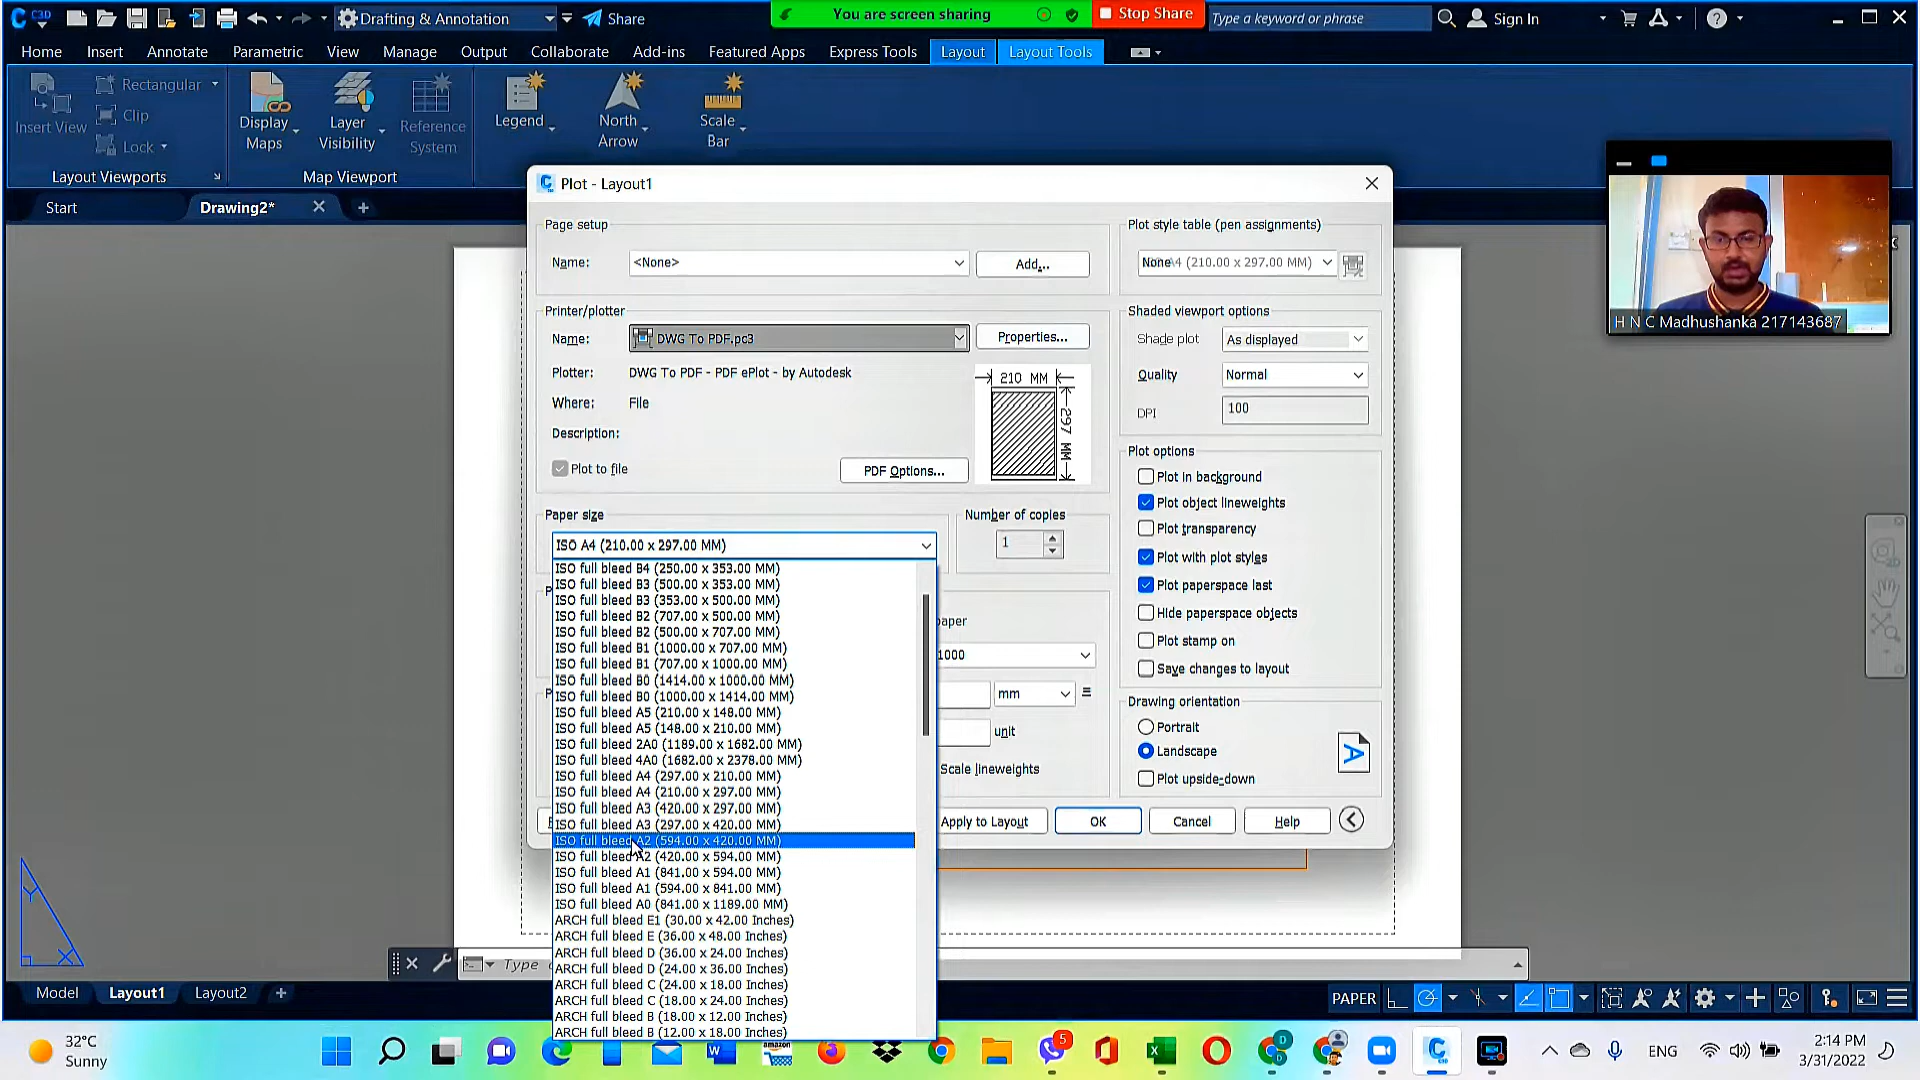 C3D
Drafting & Annotation
Share
You are screen sharing
Stop Share
Type a keyword or phrase
Sign In
Home Insert Annotate Parametric View Manage Output Collaborate Add-ins Featured Apps Express Tools Layout Layout Tools
Insert View
Rectangular
Clip
Lock
Display Maps
Layer Visibility
Reference System
Legend
North Arrow
Scale Bar
Layout Viewports
Map Viewport
Start
Drawing2*
Plot - Layout1
Page setup
Name:
<None>
Add...
Printer/plotter
Name:
DWG To PDF.pc3
Properties...
Plotter:
DWG To PDF - PDF ePlot - by Autodesk
Where:
File
Description:
Plot to file
PDF Options...
210 MM
297 MM
Paper size
ISO A4 (210.00 x 297.00 MM)
ISO full bleed B4 (250.00 x 353.00 MM)
ISO full bleed B3 (500.00 x 353.00 MM)
ISO full bleed B3 (353.00 x 500.00 MM)
ISO full bleed B2 (707.00 x 500.00 MM)
ISO full bleed B2 (500.00 x 707.00 MM)
ISO full bleed B1 (1000.00 x 707.00 MM)
ISO full bleed B1 (707.00 x 1000.00 MM)
ISO full bleed B0 (1414.00 x 1000.00 MM)
ISO full bleed B0 (1000.00 x 1414.00 MM)
ISO full bleed A5 (210.00 x 148.00 MM)
ISO full bleed A5 (148.00 x 210.00 MM)
ISO full bleed 2A0 (1189.00 x 1682.00 MM)
ISO full bleed 4A0 (1682.00 x 2378.00 MM)
ISO full bleed A4 (297.00 x 210.00 MM)
ISO full bleed A4 (210.00 x 297.00 MM)
ISO full bleed A3 (420.00 x 297.00 MM)
ISO full bleed A3 (297.00 x 420.00 MM)
ISO full bleed A2 (594.00 x 420.00 MM)
ISO full bleed A2 (420.00 x 594.00 MM)
ISO full bleed A1 (841.00 x 594.00 MM)
ISO full bleed A1 (594.00 x 841.00 MM)
ISO full bleed A0 (841.00 x 1189.00 MM)
ARCH full bleed E1 (30.00 x 42.00 Inches)
ARCH full bleed E (36.00 x 48.00 Inches)
ARCH full bleed D (36.00 x 24.00 Inches)
ARCH full bleed D (24.00 x 36.00 Inches)
ARCH full bleed C (24.00 x 18.00 Inches)
ARCH full bleed C (18.00 x 24.00 Inches)
ARCH full bleed B (18.00 x 12.00 Inches)
ARCH full bleed B (12.00 x 18.00 Inches)
Number of copies
1
paper
1000
mm
=
unit
Scale lineweights
Apply to Layout
OK
Cancel
Help
Plot style table (pen assignments)
None
A4 (210.00 x 297.00 MM)
Shaded viewport options
Shade plot
As displayed
Quality
Normal
DPI
100
Plot options
Plot in background
Plot object lineweights
Plot transparency
Plot with plot styles
Plot paperspace last
Hide paperspace objects
Plot stamp on
Save changes to layout
Drawing orientation
Portrait
Landscape
Plot upside-down
A
H N C Madhushanka 217143687
Y
X
Type
Model
Layout1
Layout2
PAPER
32°C
Sunny
5
ENG
2:14 PM
3/31/2022